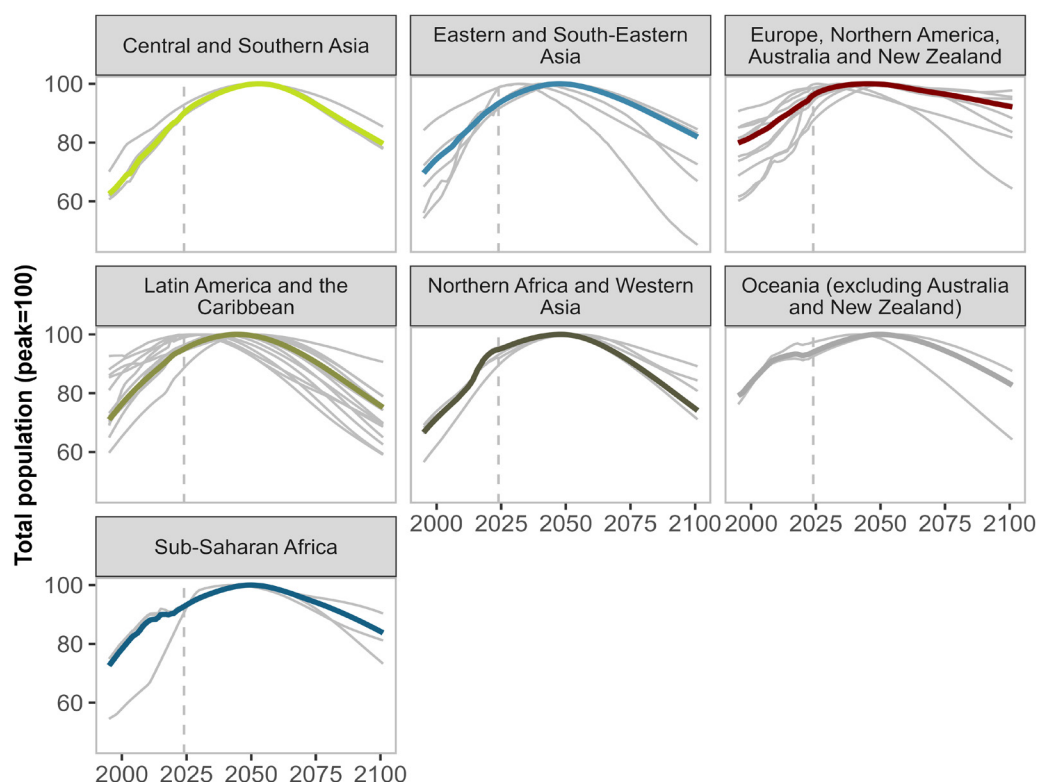 Central and Southern Asia
Eastern and South-Eastern
Asia
Europe, Northern America,
Australia and New Zealand
100
80
60
Latin America and the
Caribbean
Northern Africa and Western
Asia
Oceania (excluding Australia
and New Zealand)
100
80
60
Total population (peak=100)
2000 2025 2050 2075 2100
2000 2025 2050 2075 2100
Sub-Saharan Africa
100
80
60
2000 2025 2050 2075 2100